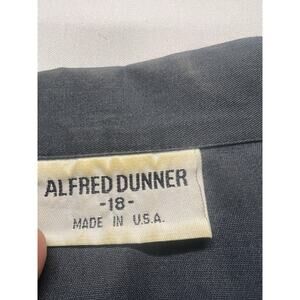 ALFRED DUNNER
-18-
MADE IN U.S.A.